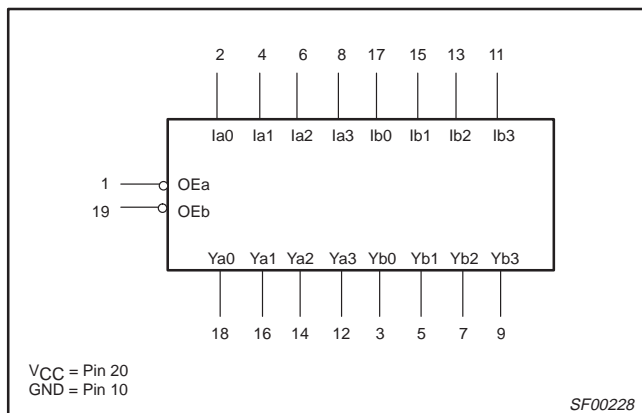 2 4 6 8 17 15 13 11
Ia0 Ia1 Ia2 Ia3 Ib0 Ib1 Ib2 Ib3
1 OEa
19 OEb
Ya0 Ya1 Ya2 Ya3 Yb0 Yb1 Yb2 Yb3
18 16 14 12 3 5 7 9
VCC = Pin 20
GND = Pin 10
SF00228